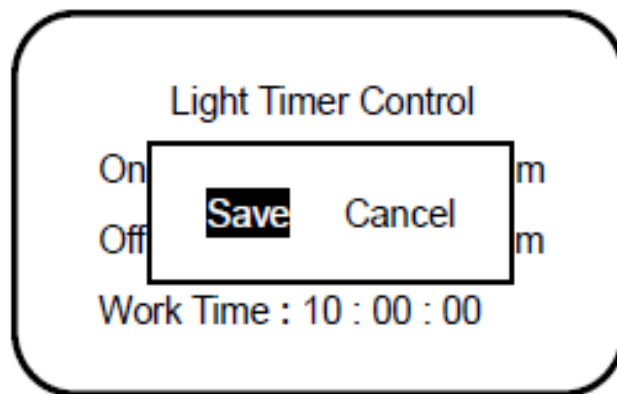 Light Timer Control
On m
Save Cancel
Off m
Work Time : 10 : 00 : 00